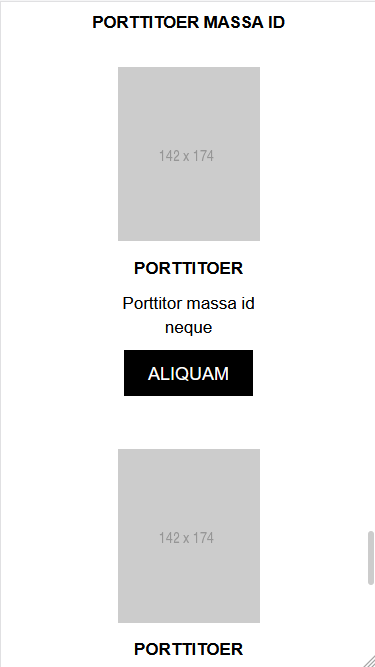 PORTTITOER MASSA ID
142 x 174
PORTTITOER
Porttitor massa id
neque
ALIQUAM
142 x 174
PORTTITOER